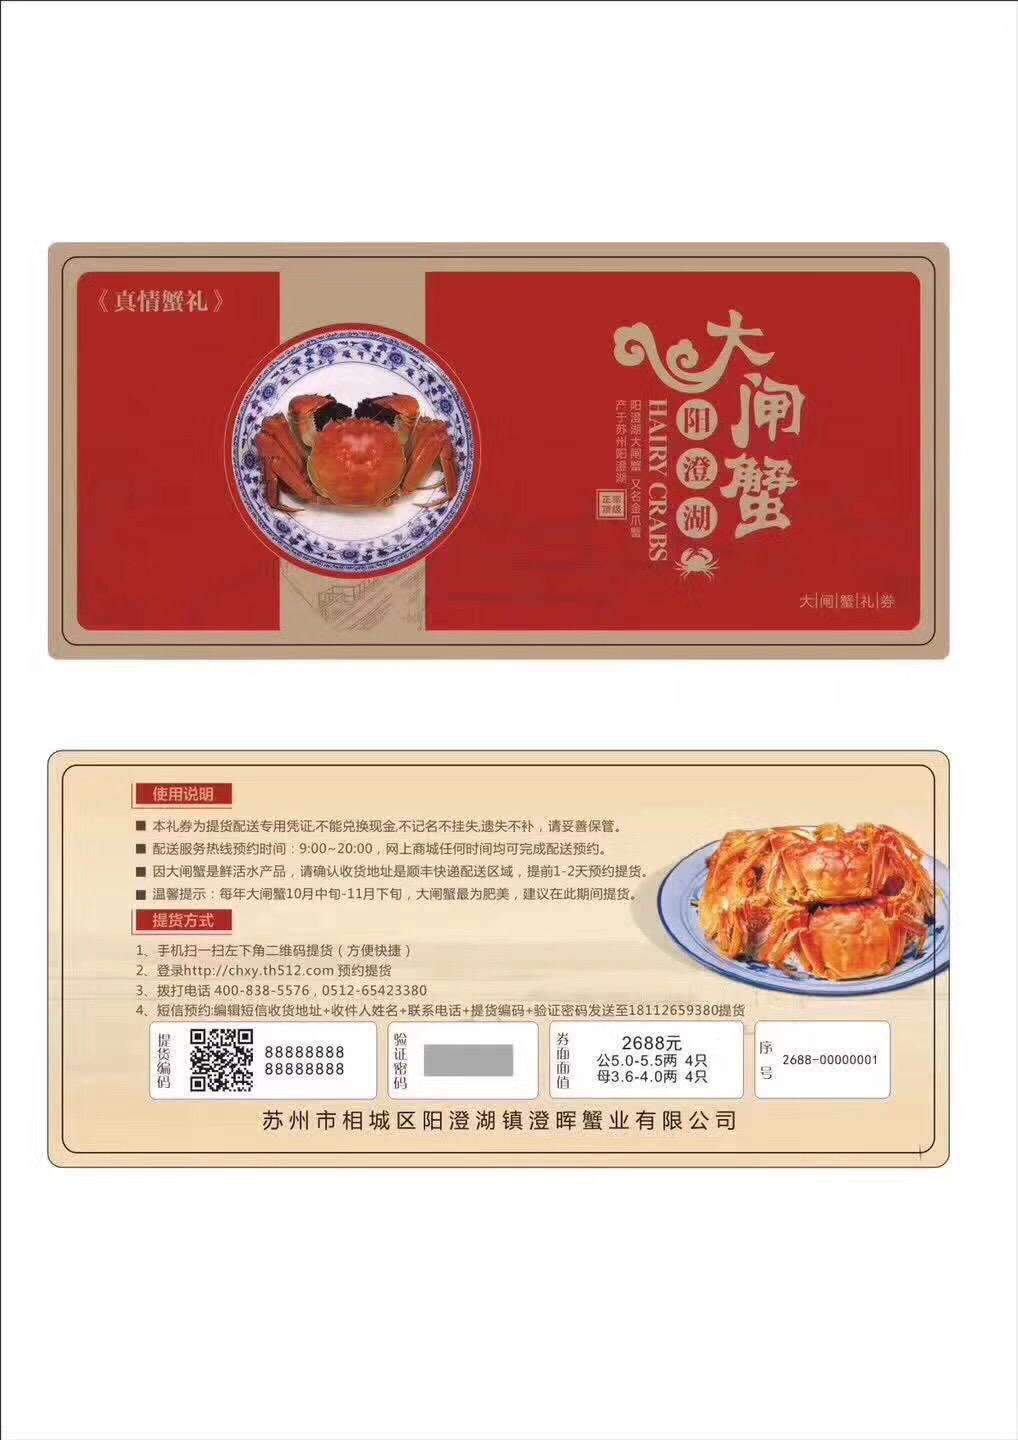 《真情蟹礼》
大闸蟹
阳澄湖
HAIRY CRABS
阳澄湖大闸蟹 又名金爪蟹
产于苏州阳澄湖
正宗
顶级
大闸蟹礼券
使用说明
■ 本礼券为提货配送专用凭证,不能兑换现金,不记名不挂失,遗失不补，请妥善保管。
■ 配送服务热线预约时间：9:00~20:00，网上商城任何时间均可完成配送预约。
■ 因大闸蟹是鲜活水产品，请确认收货地址是顺丰快递配送区域，提前1-2天预约提货。
■ 温馨提示：每年大闸蟹10月中旬-11月下旬，大闸蟹最为肥美，建议在此期间提货。
提货方式
1、手机扫一扫左下角二维码提货（方便快捷）
2、登录http://chxy.th512.com 预约提货
3、拨打电话 400-838-5576，0512-65423380
4、短信预约:编辑短信收货地址+收件人姓名+联系电话+提货编码+验证密码发送至18112659380提货
提货编码
88888888
88888888
验证密码
券面面值
2688元
公5.0-5.5两 4只
母3.6-4.0两 4只
序号
2688-00000001
苏州市相城区阳澄湖镇澄晖蟹业有限公司